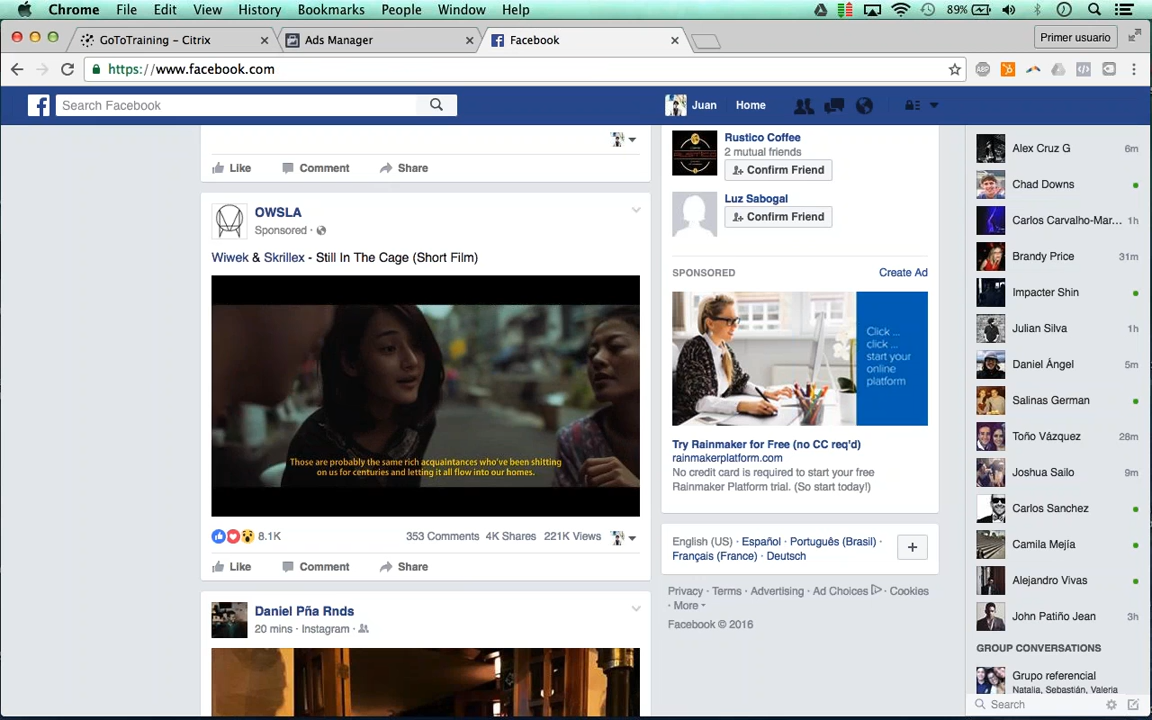 Chrome File Edit View History Bookmarks People Window Help
89%
GoToTraining - Citrix
Ads Manager
Facebook
Primer usuario
https://www.facebook.com
ABP
Search Facebook
Juan
Home
Like Comment Share
OWSLA
Sponsored ·
Wiwek & Skrillex - Still In The Cage (Short Film)
Those are probably the same rich acquaintances who've been shitting
on us for centuries and letting it all flow into our homes.
8.1K
353 Comments 4K Shares 221K Views
Like Comment Share
Daniel Pña Rnds
20 mins · Instagram ·
Rustico Coffee
2 mutual friends
Confirm Friend
Luz Sabogal
Confirm Friend
SPONSORED
Create Ad
Click ...
click ...
start your
online
platform
Try Rainmaker for Free (no CC req'd)
rainmakerplatform.com
No credit card is required to start your free
Rainmaker Platform trial. (So start today!)
English (US) · Español · Português (Brasil) ·
Français (France) · Deutsch
Privacy · Terms · Advertising · Ad Choices · Cookies
· More
Facebook © 2016
Alex Cruz G 6m
Chad Downs
Carlos Carvalho-Mar... 1h
Brandy Price 31m
Impacter Shin
Julian Silva 1h
Daniel Ángel 5m
Salinas German
Toño Vázquez 28m
Joshua Sailo 9m
Carlos Sanchez
Camila Mejía
Alejandro Vivas
John Patiño Jean 3h
GROUP CONVERSATIONS
Grupo referencial
Natalia, Sebastián, Valeria
Search